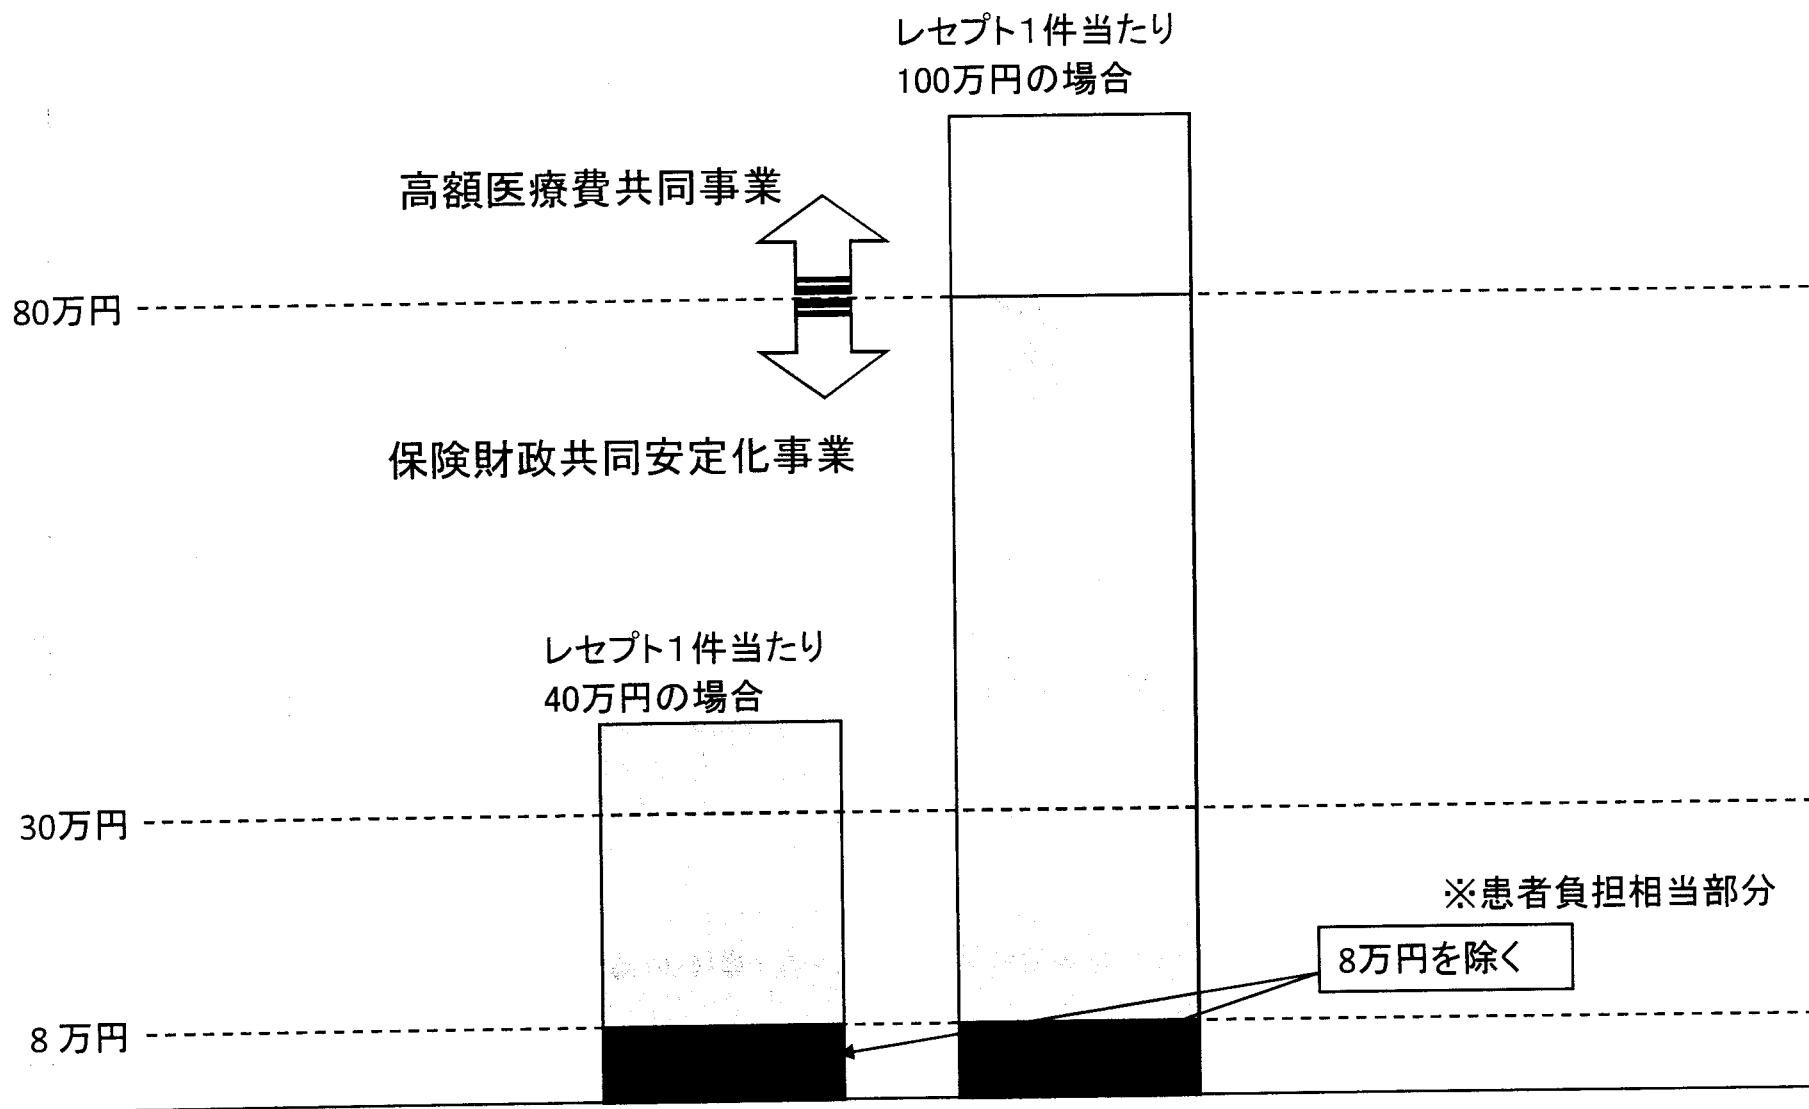 レセプト1件当たり
100万円の場合
高額医療費共同事業
80万円
保険財政共同安定化事業
レセプト1件当たり
40万円の場合
30万円
※患者負担相当部分
8万円を除く
8万円